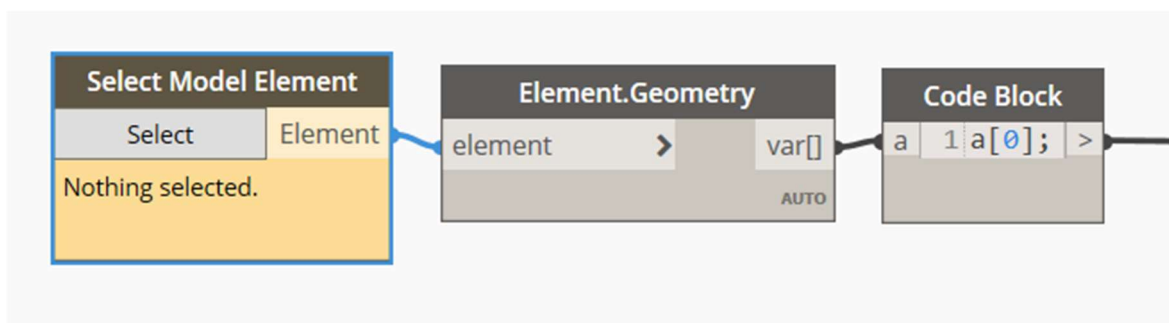 Select Model Element
Select
Element
Nothing selected.
Element.Geometry
element
>
var[]
AUTO
Code Block
a
1 a[0];
>